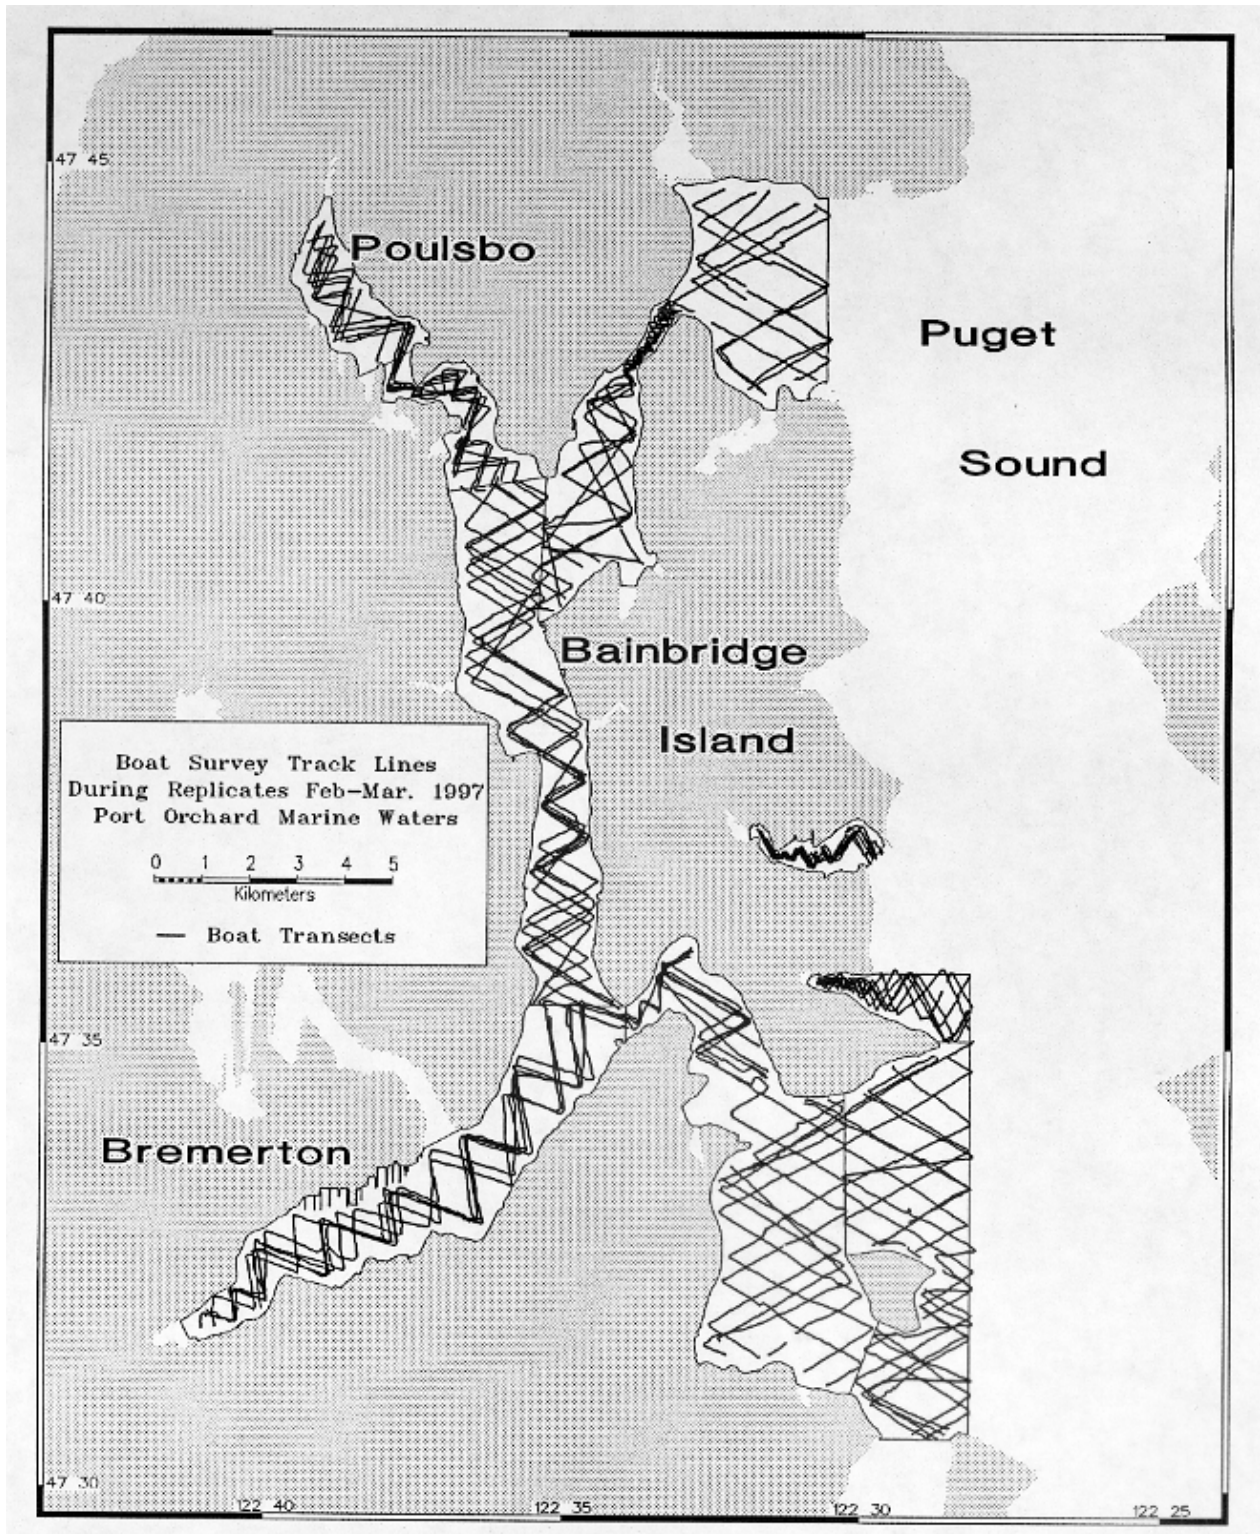 47 45
Poulsbo
Puget
Sound
47 40
Bainbridge
Island
Boat Survey Track Lines
During Replicates Feb-Mar. 1997
Port Orchard Marine Waters
0 1 2 3 4 5
Kilometers
Boat Transects
47 35
Bremerton
47 30
122 40
122 35
122 30
122 25